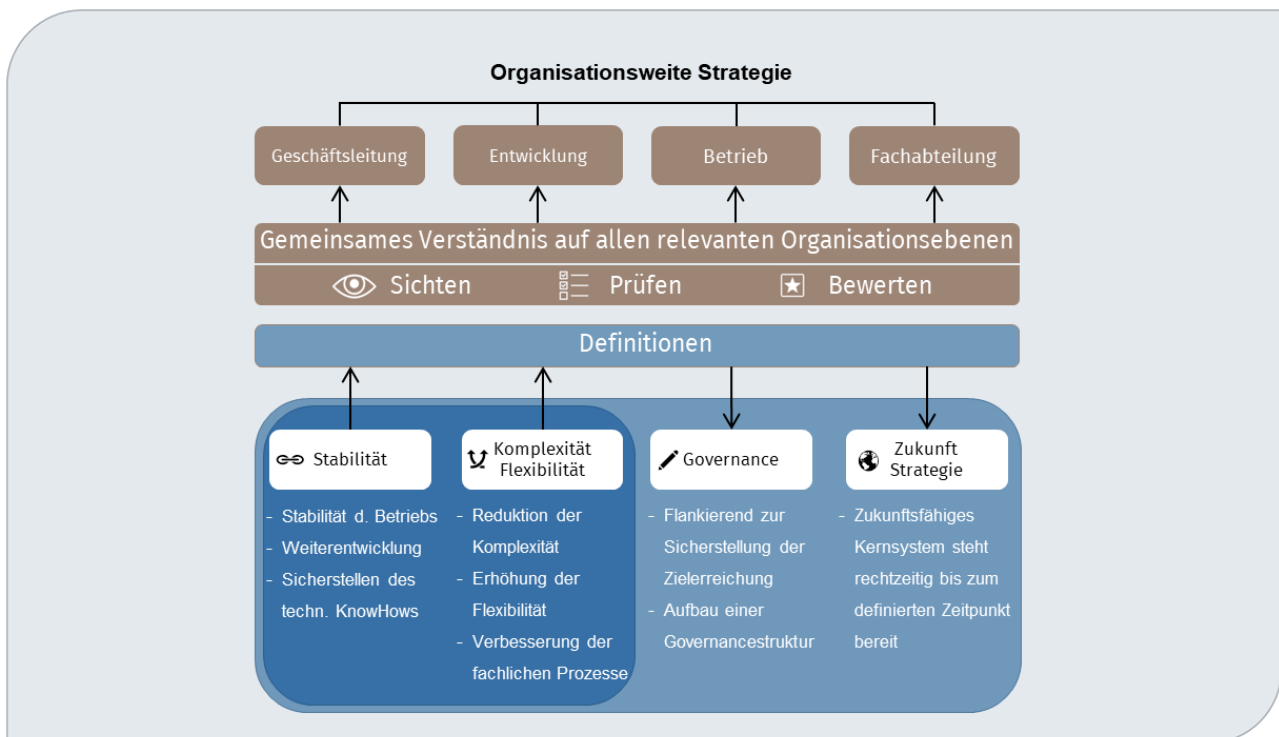 Organisationsweite Strategie
Geschäftsleitung
Entwicklung
Betrieb
Fachabteilung
Gemeinsames Verständnis auf allen relevanten Organisationsebenen
Sichten
Prüfen
Bewerten
Definitionen
Stabilität
- Stabilität d. Betriebs
- Weiterentwicklung
- Sicherstellen des
techn. KnowHows
Komplexität
Flexibilität
- Reduktion der
Komplexität
- Erhöhung der
Flexibilität
- Verbesserung der
fachlichen Prozesse
Governance
- Flankierend zur
Sicherstellung der
Zielerreichung
- Aufbau einer
Governancestruktur
Zukunft
Strategie
- Zukunftsfähiges
Kernsystem steht
rechtzeitig bis zum
definierten Zeitpunkt
bereit